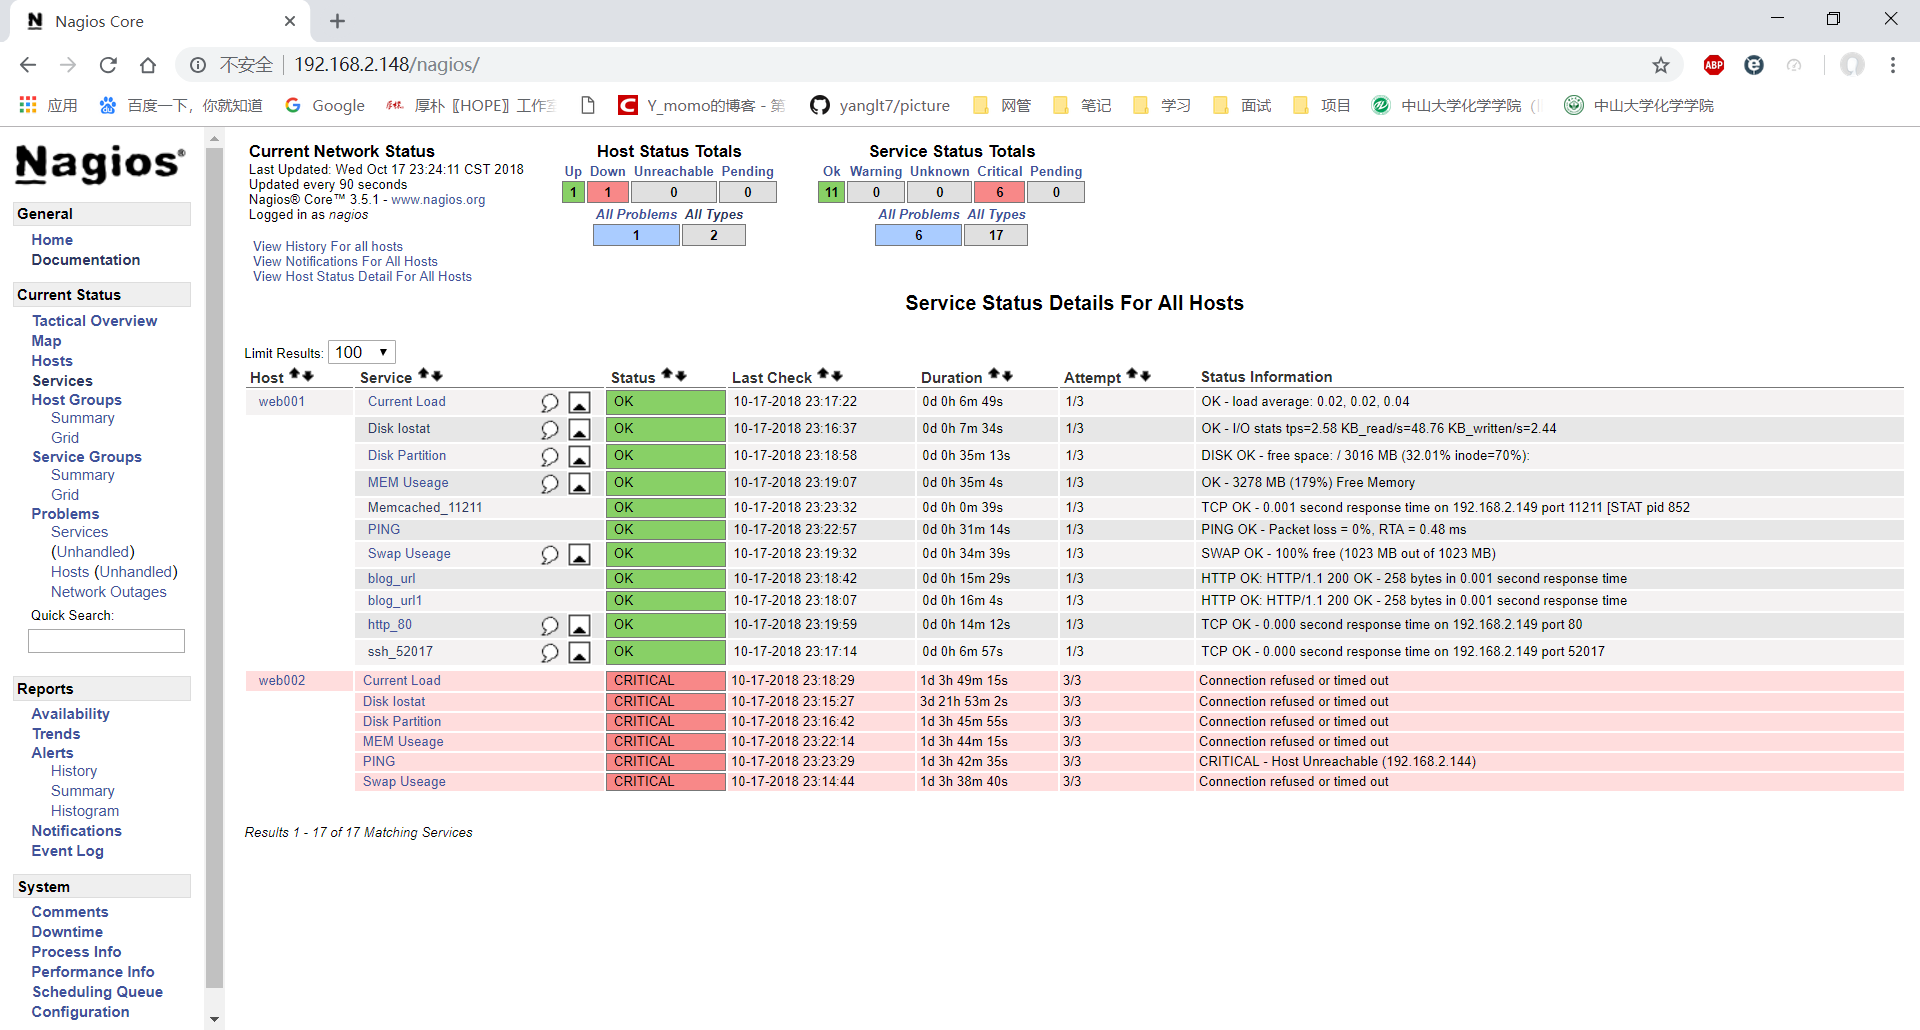 Nagios Core
不安全 192.168.2.148/nagios/
应用 百度一下，你就知道 Google 厚朴〖HOPE〗工作 Y_momo的博客 - 第 yanglt7/picture 网管 笔记 学习 面试 项目 中山大学化学学院 中山大学化学学院
Nagios®
General
Home
Documentation
Current Status
Tactical Overview
Map
Hosts
Services
Host Groups
Summary
Grid
Service Groups
Summary
Grid
Problems
Services
(Unhandled)
Hosts (Unhandled)
Network Outages
Quick Search:
Reports
Availability
Trends
Alerts
History
Summary
Histogram
Notifications
Event Log
System
Comments
Downtime
Process Info
Performance Info
Scheduling Queue
Configuration
Current Network Status
Last Updated: Wed Oct 17 23:24:11 CST 2018
Updated every 90 seconds
Nagios® Core™ 3.5.1 - www.nagios.org
Logged in as nagios
View History For all hosts
View Notifications For All Hosts
View Host Status Detail For All Hosts
Host Status Totals
Up Down Unreachable Pending
1 1 0 0
All Problems All Types
1 2
Service Status Totals
Ok Warning Unknown Critical Pending
11 0 0 6 0
All Problems All Types
6 17
Service Status Details For All Hosts
Limit Results: 100
Host Service Status Last Check Duration Attempt Status Information
web001 Current Load OK 10-17-2018 23:17:22 0d 0h 6m 49s 1/3 OK - load average: 0.02, 0.02, 0.04
Disk Iostat OK 10-17-2018 23:16:37 0d 0h 7m 34s 1/3 OK - I/O stats tps=2.58 KB_read/s=48.76 KB_written/s=2.44
Disk Partition OK 10-17-2018 23:18:58 0d 0h 35m 13s 1/3 DISK OK - free space: / 3016 MB (32.01% inode=70%):
MEM Useage OK 10-17-2018 23:19:07 0d 0h 35m 4s 1/3 OK - 3278 MB (179%) Free Memory
Memcached_11211 OK 10-17-2018 23:23:32 0d 0h 0m 39s 1/3 TCP OK - 0.001 second response time on 192.168.2.149 port 11211 [STAT pid 852
PING OK 10-17-2018 23:22:57 0d 0h 31m 14s 1/3 PING OK - Packet loss = 0%, RTA = 0.48 ms
Swap Useage OK 10-17-2018 23:19:32 0d 0h 34m 39s 1/3 SWAP OK - 100% free (1023 MB out of 1023 MB)
blog_url OK 10-17-2018 23:18:42 0d 0h 15m 29s 1/3 HTTP OK: HTTP/1.1 200 OK - 258 bytes in 0.001 second response time
blog_url1 OK 10-17-2018 23:18:07 0d 0h 16m 4s 1/3 HTTP OK: HTTP/1.1 200 OK - 258 bytes in 0.001 second response time
http_80 OK 10-17-2018 23:19:59 0d 0h 14m 12s 1/3 TCP OK - 0.000 second response time on 192.168.2.149 port 80
ssh_52017 OK 10-17-2018 23:17:14 0d 0h 6m 57s 1/3 TCP OK - 0.000 second response time on 192.168.2.149 port 52017
web002 Current Load CRITICAL 10-17-2018 23:18:29 1d 3h 49m 15s 3/3 Connection refused or timed out
Disk Iostat CRITICAL 10-17-2018 23:15:27 3d 21h 53m 2s 3/3 Connection refused or timed out
Disk Partition CRITICAL 10-17-2018 23:16:42 1d 3h 45m 55s 3/3 Connection refused or timed out
MEM Useage CRITICAL 10-17-2018 23:22:14 1d 3h 44m 15s 3/3 Connection refused or timed out
PING CRITICAL 10-17-2018 23:23:29 1d 3h 42m 35s 3/3 CRITICAL - Host Unreachable (192.168.2.144)
Swap Useage CRITICAL 10-17-2018 23:14:44 1d 3h 38m 40s 3/3 Connection refused or timed out
Results 1 - 17 of 17 Matching Services